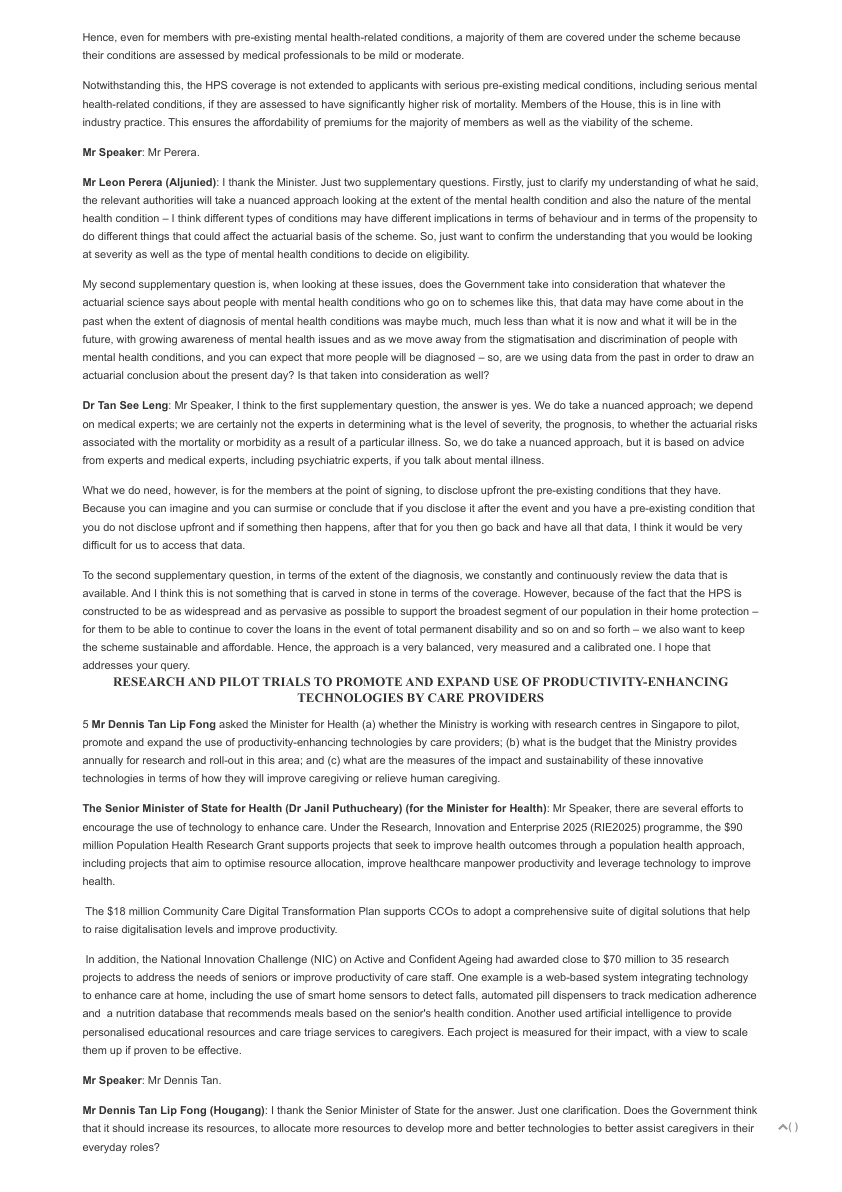 Hence, even for members with pre-existing mental health-related conditions, a majority of them are covered under the scheme because
their conditions are assessed by medical professionals to be mild or moderate.
Notwithstanding this, the HPS coverage is not extended to applicants with serious pre-existing medical conditions, including serious mental
health-related conditions, if they are assessed to have significantly higher risk of mortality. Members of the House, this is in line with
industry practice. This ensures the affordability of premiums for the majority of members as well as the viability of the scheme.
Mr Speaker: Mr Perera.
Mr Leon Perera (Aljunied): I thank the Minister. Just two supplementary questions. Firstly, just to clarify my understanding of what he said,
the relevant authorities will take a nuanced approach looking at the extent of the mental health condition and also the nature of the mental
health condition – I think different types of conditions may have different implications in terms of behaviour and in terms of the propensity to
do different things that could affect the actuarial basis of the scheme. So, just want to confirm the understanding that you would be looking
at severity as well as the type of mental health conditions to decide on eligibility.
My second supplementary question is, when looking at these issues, does the Government take into consideration that whatever the
actuarial science says about people with mental health conditions who go on to schemes like this, that data may have come about in the
past when the extent of diagnosis of mental health conditions was maybe much, much less than what it is now and what it will be in the
future, with growing awareness of mental health issues and as we move away from the stigmatisation and discrimination of people with
mental health conditions, and you can expect that more people will be diagnosed – so, are we using data from the past in order to draw an
actuarial conclusion about the present day? Is that taken into consideration as well?
Dr Tan See Leng: Mr Speaker, I think to the first supplementary question, the answer is yes. We do take a nuanced approach; we depend
on medical experts; we are certainly not the experts in determining what is the level of severity, the prognosis, to whether the actuarial risks
associated with the mortality or morbidity as a result of a particular illness. So, we do take a nuanced approach, but it is based on advice
from experts and medical experts, including psychiatric experts, if you talk about mental illness.
What we do need, however, is for the members at the point of signing, to disclose upfront the pre-existing conditions that they have.
Because you can imagine and you can surmise or conclude that if you disclose it after the event and you have a pre-existing condition that
you do not disclose upfront and if something then happens, after that for you then go back and have all that data, I think it would be very
difficult for us to access that data.
To the second supplementary question, in terms of the extent of the diagnosis, we constantly and continuously review the data that is
available. And I think this is not something that is carved in stone in terms of the coverage. However, because of the fact that the HPS is
constructed to be as widespread and as pervasive as possible to support the broadest segment of our population in their home protection –
for them to be able to continue to cover the loans in the event of total permanent disability and so on and so forth – we also want to keep
the scheme sustainable and affordable. Hence, the approach is a very balanced, very measured and a calibrated one. I hope that
addresses your query.
RESEARCH AND PILOT TRIALS TO PROMOTE AND EXPAND USE OF PRODUCTIVITY-ENHANCING
TECHNOLOGIES BY CARE PROVIDERS
5 Mr Dennis Tan Lip Fong asked the Minister for Health (a) whether the Ministry is working with research centres in Singapore to pilot,
promote and expand the use of productivity-enhancing technologies by care providers; (b) what is the budget that the Ministry provides
annually for research and roll-out in this area; and (c) what are the measures of the impact and sustainability of these innovative
technologies in terms of how they will improve caregiving or relieve human caregiving.
The Senior Minister of State for Health (Dr Janil Puthucheary) (for the Minister for Health): Mr Speaker, there are several efforts to
encourage the use of technology to enhance care. Under the Research, Innovation and Enterprise 2025 (RIE2025) programme, the $90
million Population Health Research Grant supports projects that seek to improve health outcomes through a population health approach,
including projects that aim to optimise resource allocation, improve healthcare manpower productivity and leverage technology to improve
health.
The $18 million Community Care Digital Transformation Plan supports CCOs to adopt a comprehensive suite of digital solutions that help
to raise digitalisation levels and improve productivity.
In addition, the National Innovation Challenge (NIC) on Active and Confident Ageing had awarded close to $70 million to 35 research
projects to address the needs of seniors or improve productivity of care staff. One example is a web-based system integrating technology
to enhance care at home, including the use of smart home sensors to detect falls, automated pill dispensers to track medication adherence
and a nutrition database that recommends meals based on the senior's health condition. Another used artificial intelligence to provide
personalised educational resources and care triage services to caregivers. Each project is measured for their impact, with a view to scale
them up if proven to be effective.
Mr Speaker: Mr Dennis Tan.
Mr Dennis Tan Lip Fong (Hougang): I thank the Senior Minister of State for the answer. Just one clarification. Does the Government think
that it should increase its resources, to allocate more resources to develop more and better technologies to better assist caregivers in their
everyday roles?
( )